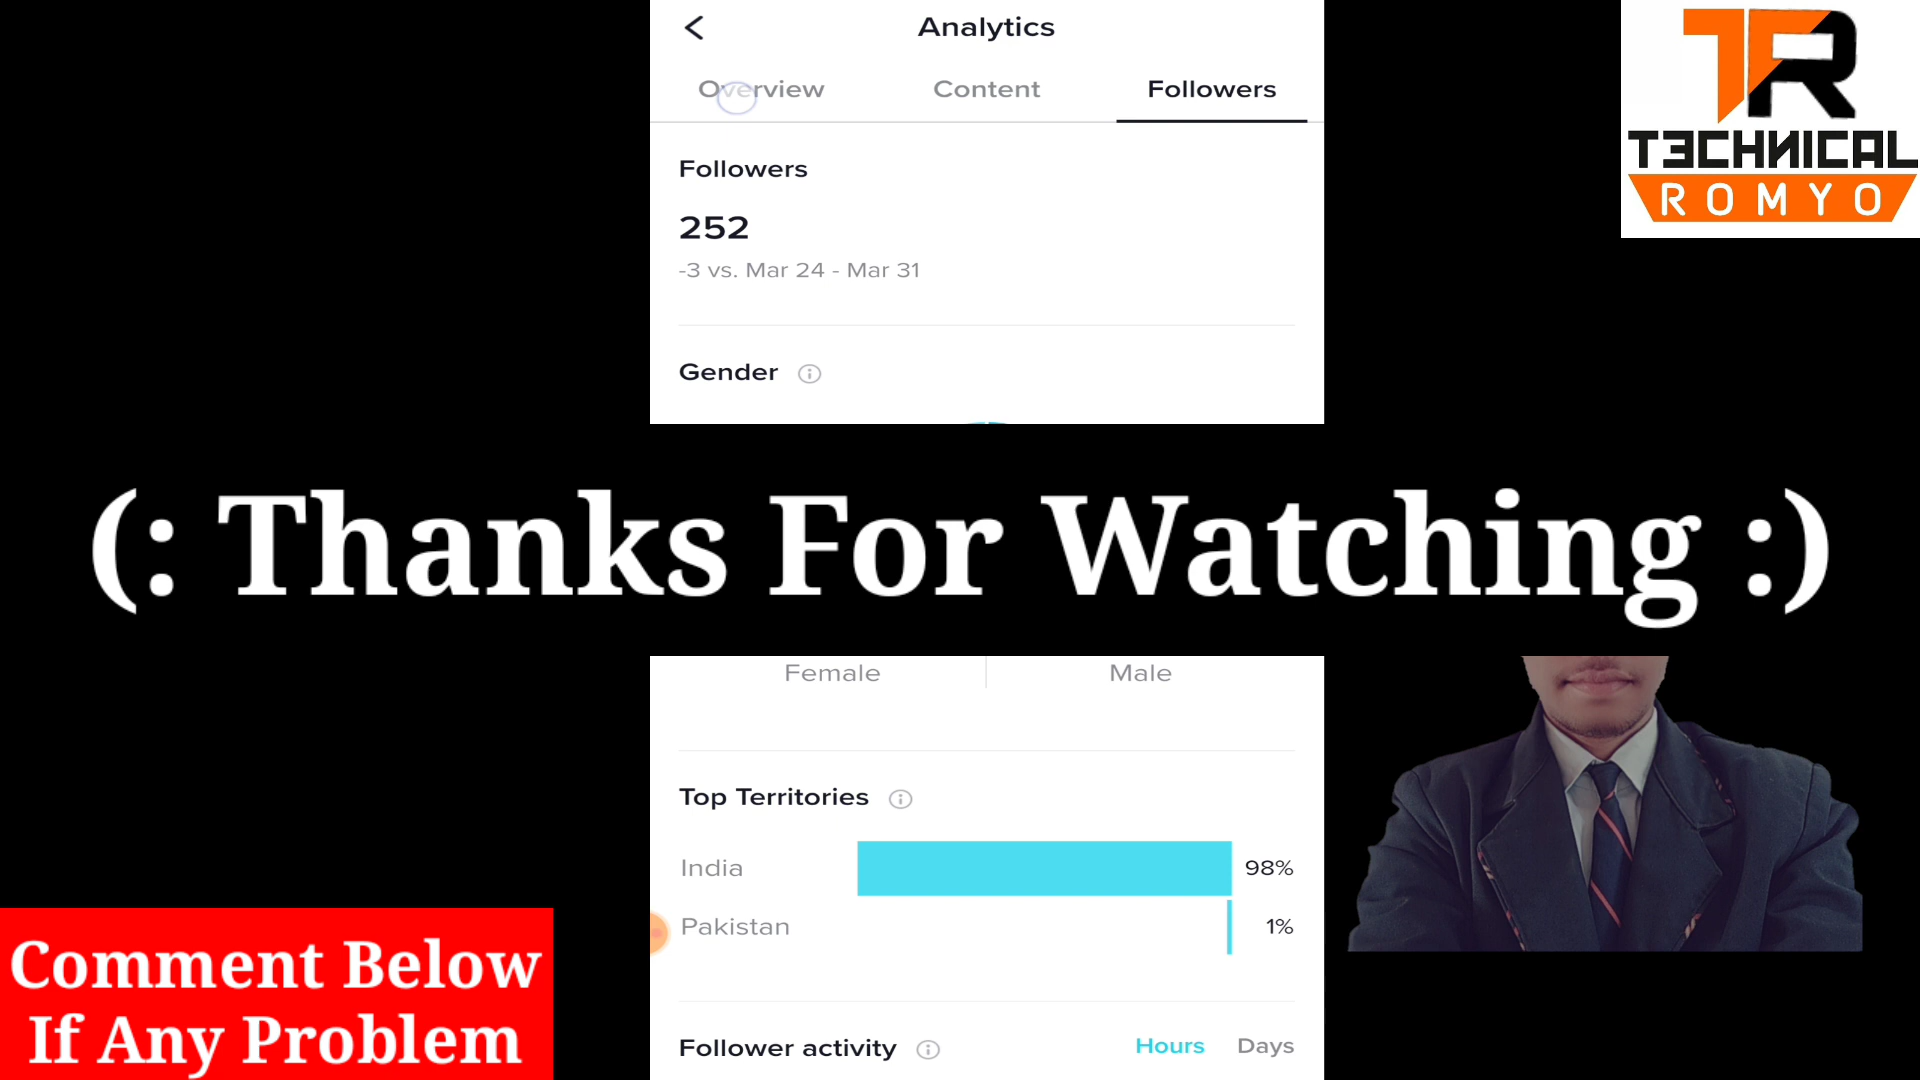 Analytics
Overview Content Followers
Followers
252
-3 vs. Mar 24 - Mar 31
Gender
TR
TECHNICAL
ROMYO
(: Thanks For Watching :)
Female Male
Top Territories
India 98%
Pakistan 1%
Follower activity Hours Days
Comment Below
If Any Problem